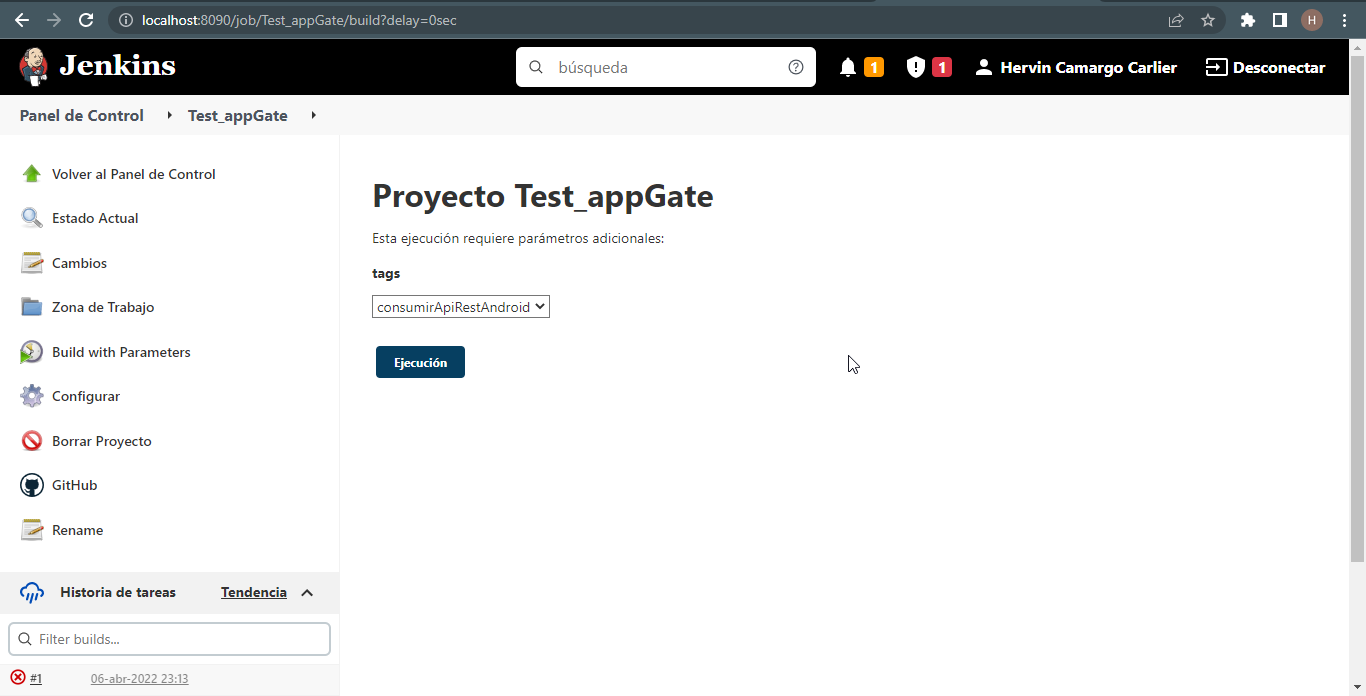 localhost:8090/job/Test_appGate/build?delay=0sec
H
Jenkins
búsqueda
1
1
Hervin Camargo Carlier
Desconectar
Panel de Control
Test_appGate
Volver al Panel de Control
Estado Actual
Cambios
Zona de Trabajo
Build with Parameters
Configurar
Borrar Proyecto
GitHub
Rename
Historia de tareas
Tendencia
Filter builds...
#1
06-abr-2022 23:13
Proyecto Test_appGate
Esta ejecución requiere parámetros adicionales:
tags
consumirApiRestAndroid
Ejecución